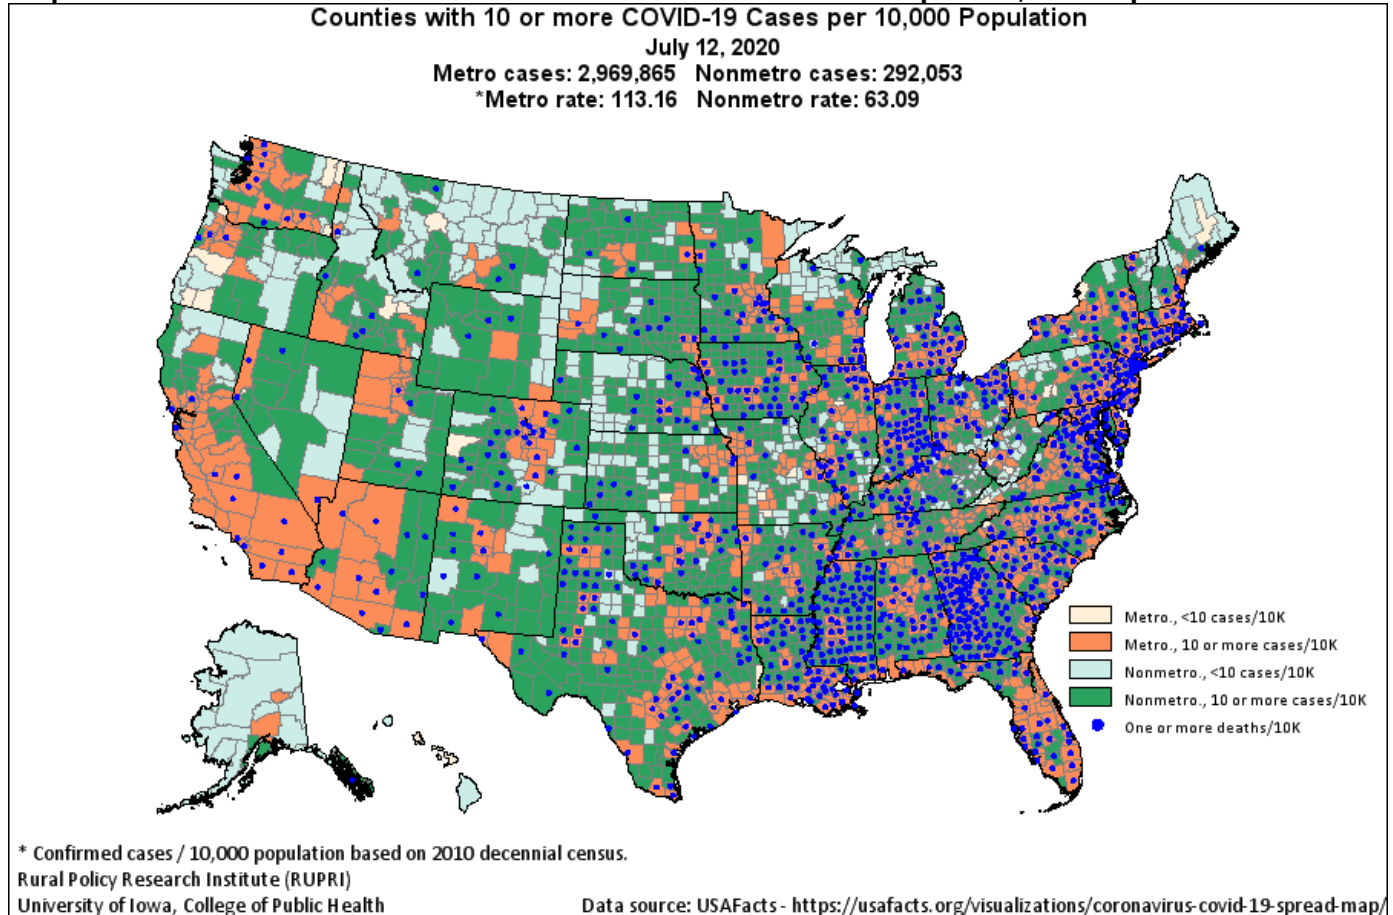 Counties with 10 or more COVID-19 Cases per 10,000 Population
July 12, 2020
Metro cases: 2,969,865 Nonmetro cases: 292,053
*Metro rate: 113.16 Nonmetro rate: 63.09
Metro., <10 cases/10K
Metro., 10 or more cases/10K
Nonmetro., <10 cases/10K
Nonmetro., 10 or more cases/10K
One or more deaths/10K
* Confirmed cases / 10,000 population based on 2010 decennial census.
Rural Policy Research Institute (RUPRI)
University of Iowa, College of Public Health
Data source: USAFacts - https://usafacts.org/visualizations/coronavirus-covid-19-spread-map/